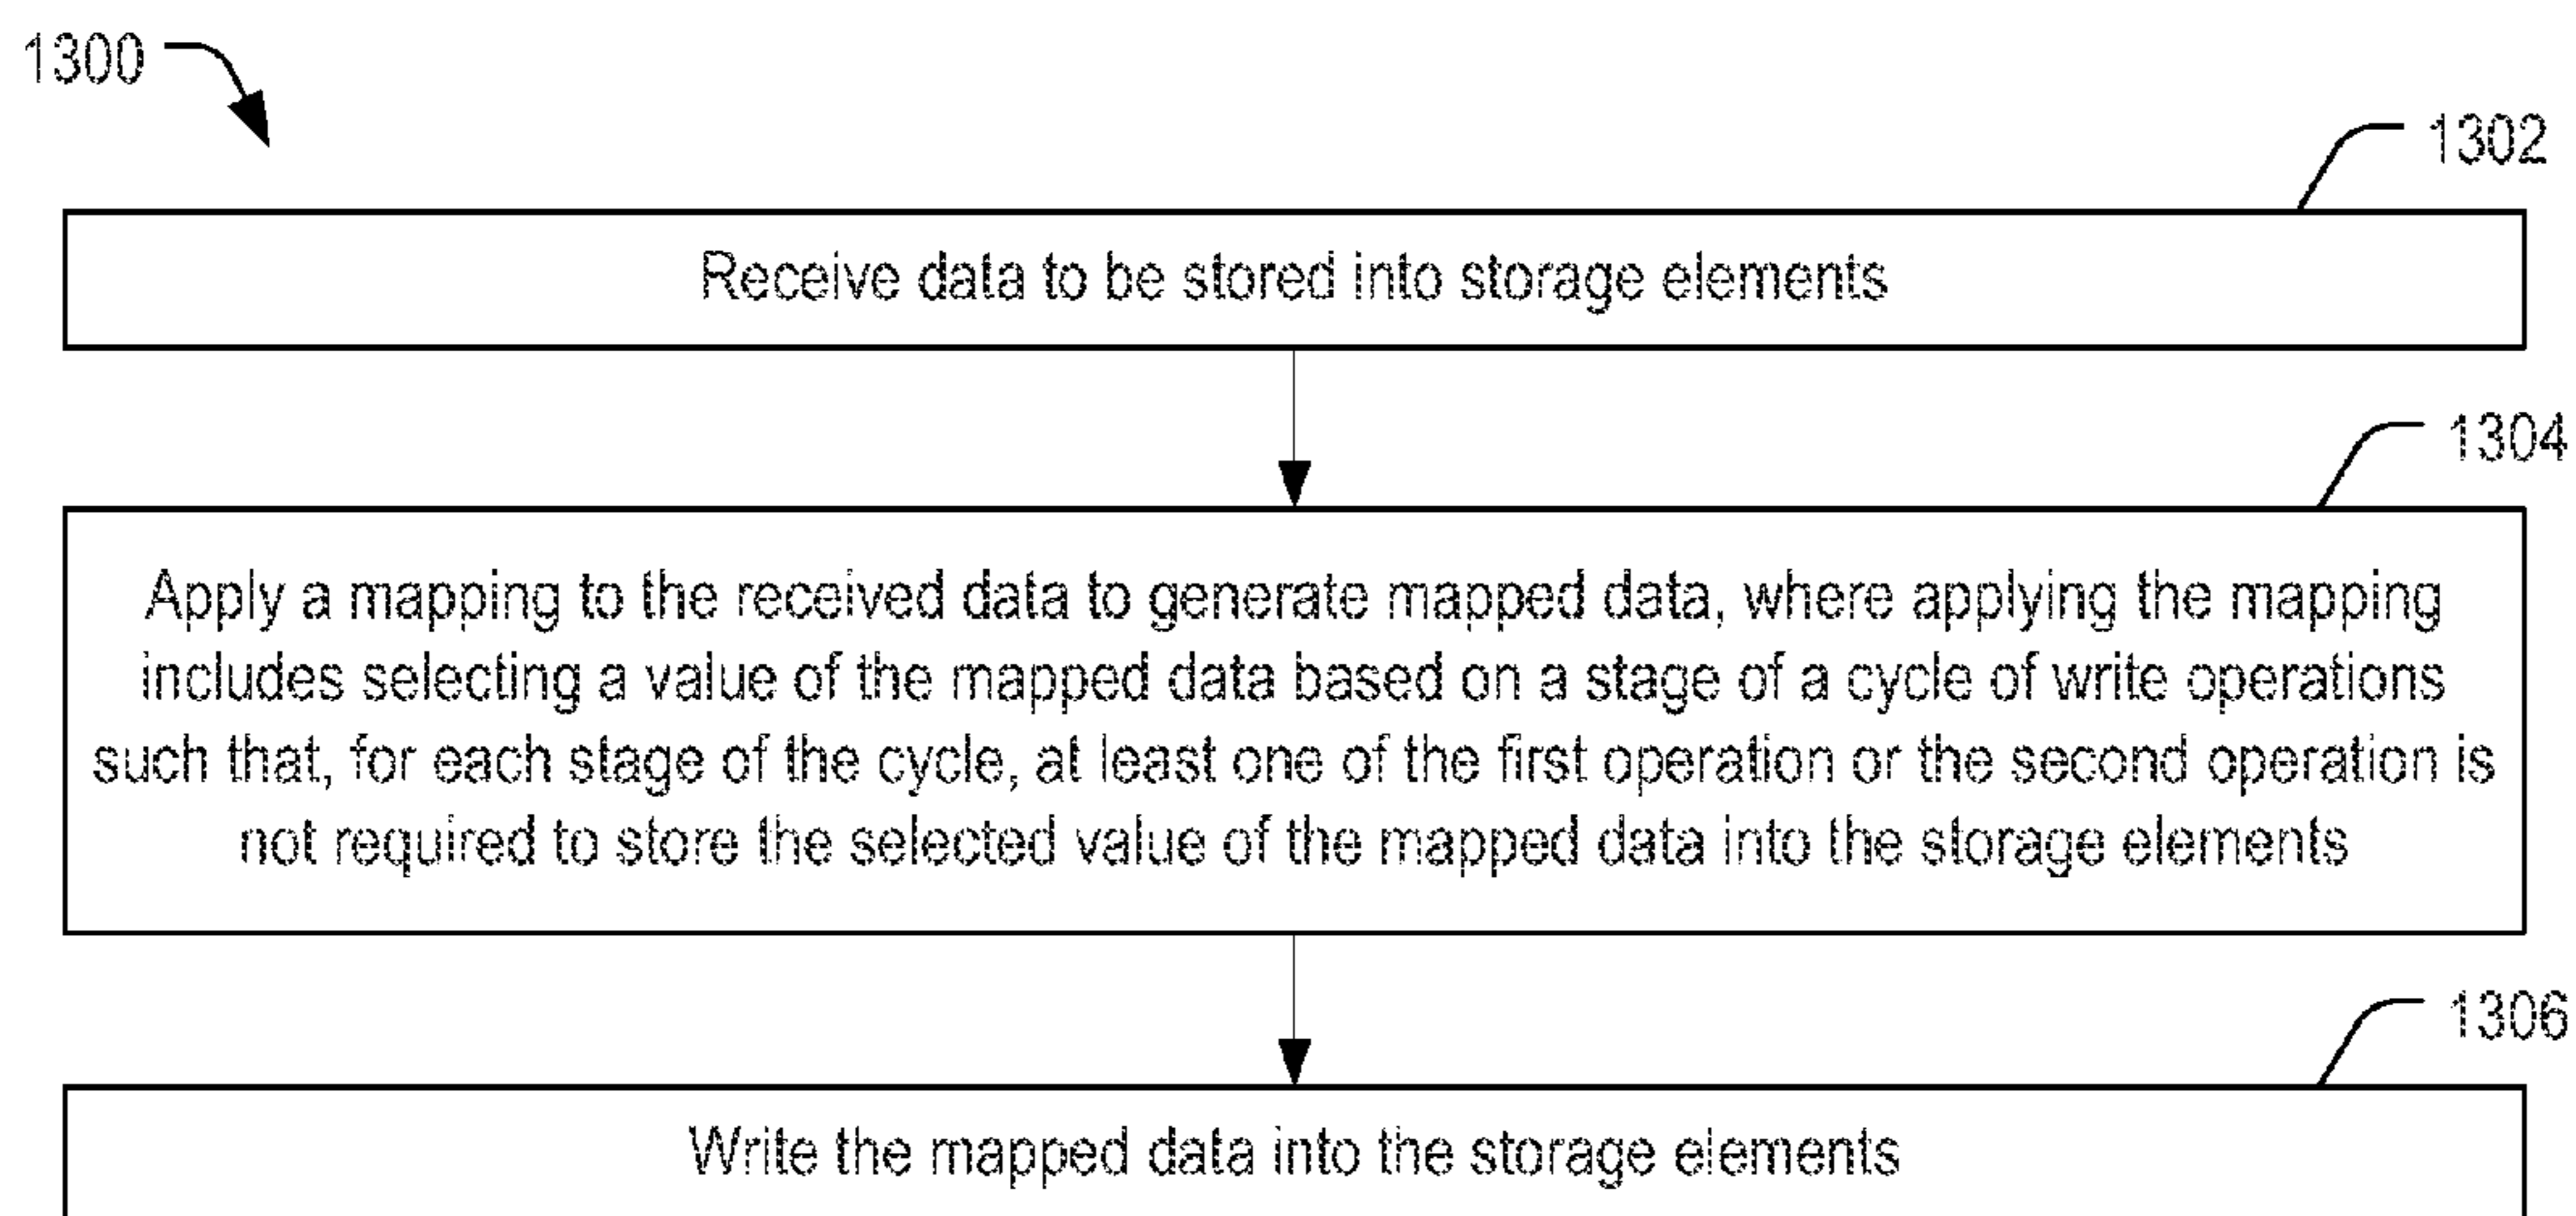 1300
1302
Receive data to be stored into storage elements
1304
Apply a mapping to the received data to generate mapped data, where applying the mapping
includes selecting a value of the mapped data based on a stage of a cycle of write operations
such that, for each stage of the cycle, at least one of the first operation or the second operation is
not required to store the selected value of the mapped data into the storage elements
1306
Write the mapped data into the storage elements